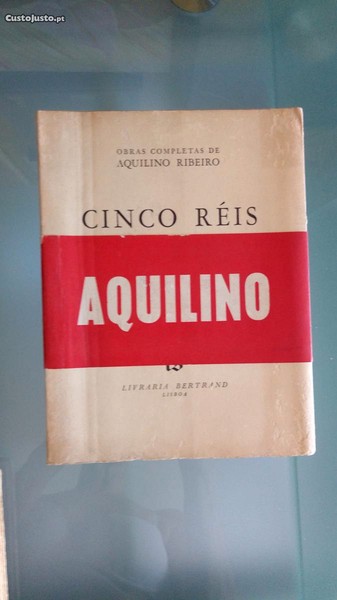 CustoJusto.pt
OBRAS COMPLETAS DE
AQUILINO RIBEIRO
CINCO RÉIS
AQUILINO
LIVRARIA BERTRAND
LISBOA